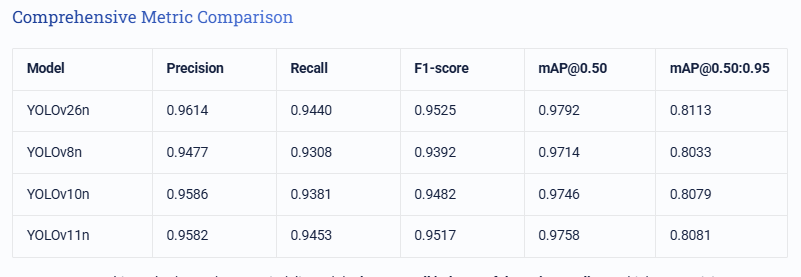 Comprehensive Metric Comparison
Model Precision Recall F1-score mAP@0.50 mAP@0.50:0.95
YOLOv26n 0.9614 0.9440 0.9525 0.9792 0.8113
YOLOv8n 0.9477 0.9308 0.9392 0.9714 0.8033
YOLOv10n 0.9586 0.9381 0.9482 0.9746 0.8079
YOLOv11n 0.9582 0.9453 0.9517 0.9758 0.8081